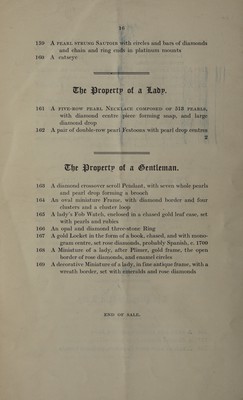 16
159 A PEARL STRUNG SAUTOIR with circles and bars of diamonds
and chain and ring ends in platinum mounts
160 A catseye
The Property of a Lady.
161 A FIVE-ROW PEARL NECKLACE COMPOSED OF 515 PEARLS,
with diamond centre piece forming snap, and large
diamond drop
162 A pair of double-row pearl Festoons with pearl drop centres
2
The Property of a Gentleman.
163 A diamond crossover scroll Pendant, with seven whole pearls
and pearl drop forming a brooch
164 An oval miniature Frame, with diamond border and four
clusters and a cluster loop
165 A lady's Fob Watch, enclosed in a chased gold leaf case, set
with pearls and rubies
166 An opal and diamond three-stone Ring
167 A gold Locket in the form of a book, chased, and with mono-
gram centre, set rose diamonds, probably Spanish, c. 1700
168 A Miniature of a lady, after Plimer, gold frame, the open
border of rose diamonds, and enamel circles
169 A decorative Miniature of a lady, in fine antique frame, with a
wreath border, set with emeralds and rose diamonds
END OF SALE.